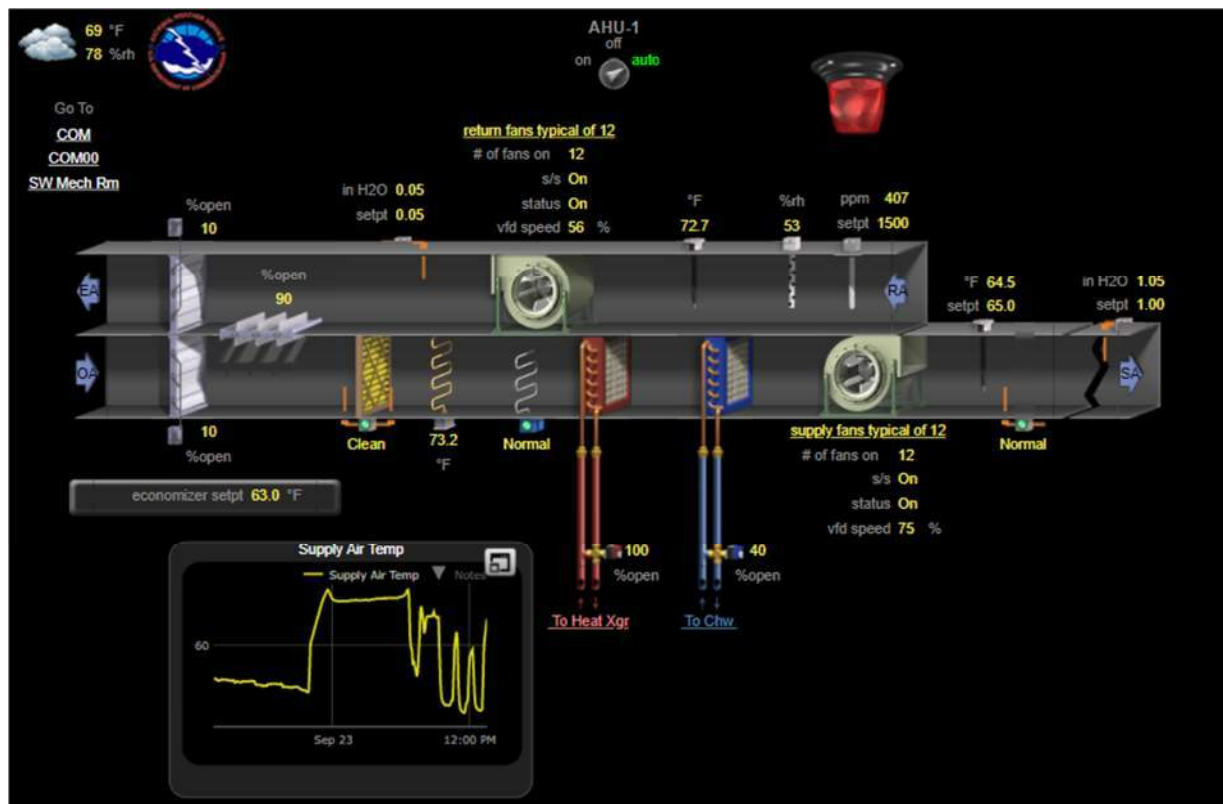 69 °F
78 %rh
AHU-1
off
on auto
Go To
COM
COM00
SW Mech Rm
return fans typical of 12
# of fans on 12
s/s On
status On
vfd speed 56 %
in H2O 0.05
setpt 0.05
%open
10
°F
72.7
%rh
53
ppm 407
setpt 1500
%open
90
°F 64.5
setpt 65.0
in H2O 1.05
setpt 1.00
EA
RA
OA
SA
10
%open
Clean
73.2
°F
Normal
supply fans typical of 12
# of fans on 12
s/s On
status On
vfd speed 75 %
Normal
economizer setpt 63.0 °F
100
%open
40
%open
To Heat Xgr
To Chw
Supply Air Temp
Supply Air Temp Notes
60
Sep 23 12:00 PM